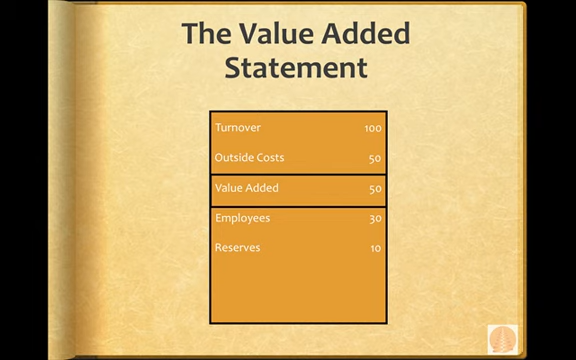 The Value Added
Statement
Turnover 100
Outside Costs 50
Value Added 50
Employees 30
Reserves 10